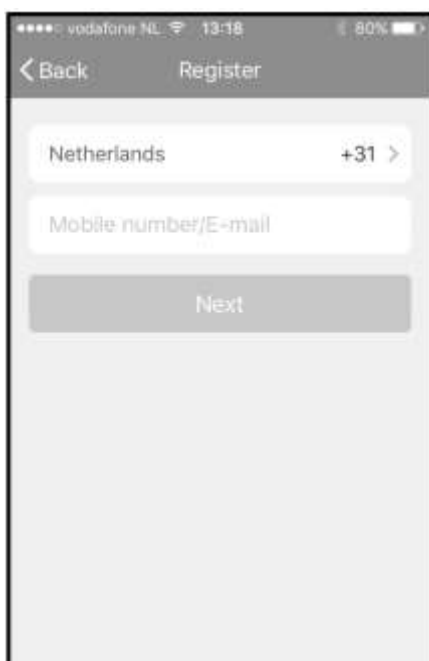 vodafone NL 13:18 80%
Back Register
Netherlands +31
Mobile number/E-mail
Next